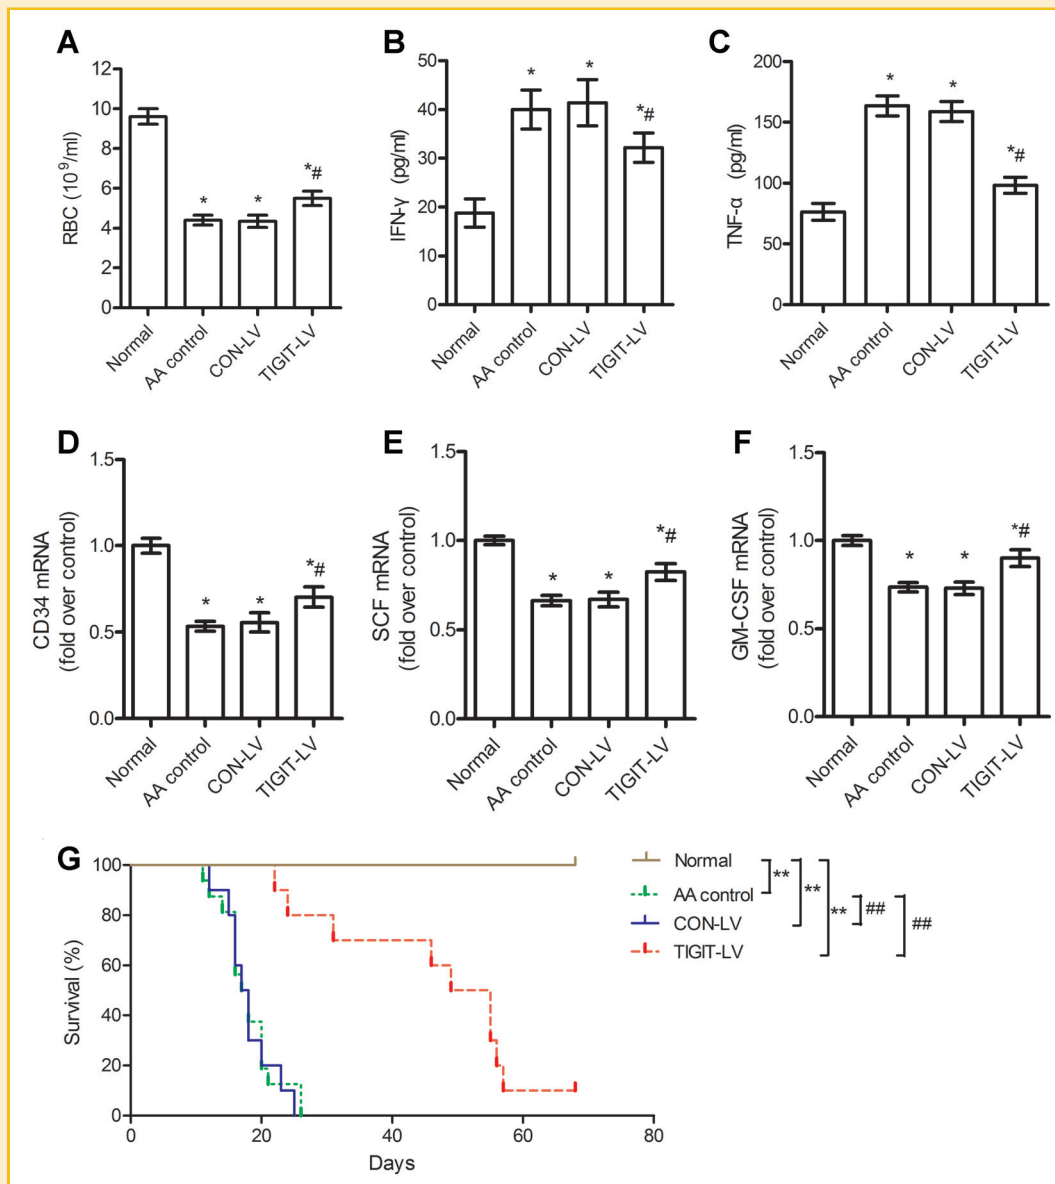 A
RBC (10^9/ml)
12
10
8
6
4
2
0
*
*
*#
Normal
AA control
CON-LV
TIGIT-LV
B
IFN-γ (pg/ml)
50
40
30
20
10
0
*
*
*#
Normal
AA control
CON-LV
TIGIT-LV
C
TNF-α (pg/ml)
200
150
100
50
0
*
*
*#
Normal
AA control
CON-LV
TIGIT-LV
D
CD34 mRNA
(fold over control)
1.5
1.0
0.5
0.0
*
*
*#
Normal
AA control
CON-LV
TIGIT-LV
E
SCF mRNA
(fold over control)
1.5
1.0
0.5
0.0
*
*
*#
Normal
AA control
CON-LV
TIGIT-LV
F
GM-CSF mRNA
(fold over control)
1.5
1.0
0.5
0.0
*
*
*#
Normal
AA control
CON-LV
TIGIT-LV
G
Survival (%)
100
80
60
40
20
0
0 20 40 60 80
Days
Normal
AA control
CON-LV
TIGIT-LV
** ** ** ## ##